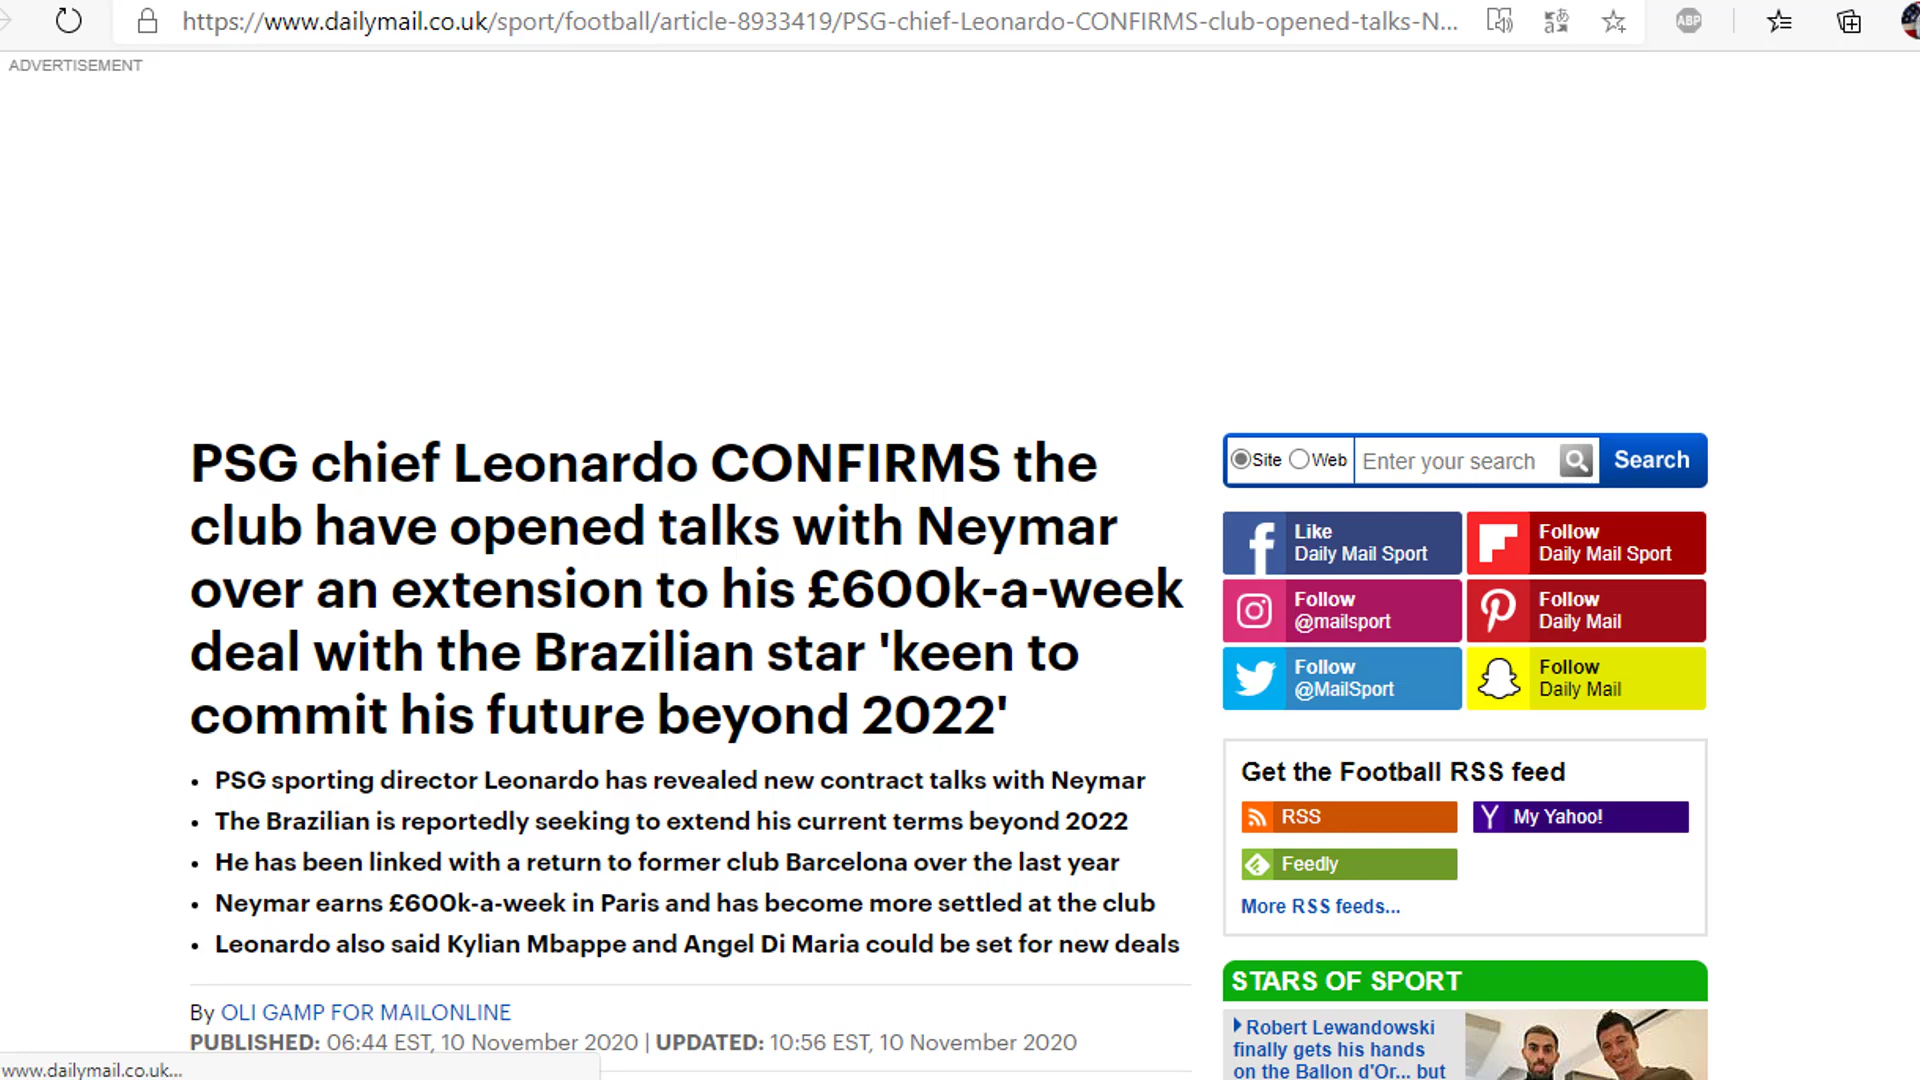 https://www.dailymail.co.uk/sport/football/article-8933419/PSG-chief-Leonardo-CONFIRMS-club-opened-talks-N...
ABP
ADVERTISEMENT
PSG chief Leonardo CONFIRMS the
club have opened talks with Neymar
over an extension to his £600k-a-week
deal with the Brazilian star 'keen to
commit his future beyond 2022'
• PSG sporting director Leonardo has revealed new contract talks with Neymar
• The Brazilian is reportedly seeking to extend his current terms beyond 2022
• He has been linked with a return to former club Barcelona over the last year
• Neymar earns £600k-a-week in Paris and has become more settled at the club
• Leonardo also said Kylian Mbappe and Angel Di Maria could be set for new deals
By OLI GAMP FOR MAILONLINE
PUBLISHED: 06:44 EST, 10 November 2020 | UPDATED: 10:56 EST, 10 November 2020
www.dailymail.co.uk...
Site Web Enter your search Search
Like
Daily Mail Sport
Follow
Daily Mail Sport
Follow
@mailsport
Follow
Daily Mail
Follow
@MailSport
Follow
Daily Mail
Get the Football RSS feed
RSS
My Yahoo!
Feedly
More RSS feeds...
STARS OF SPORT
Robert Lewandowski
finally gets his hands
on the Ballon d'Or... but